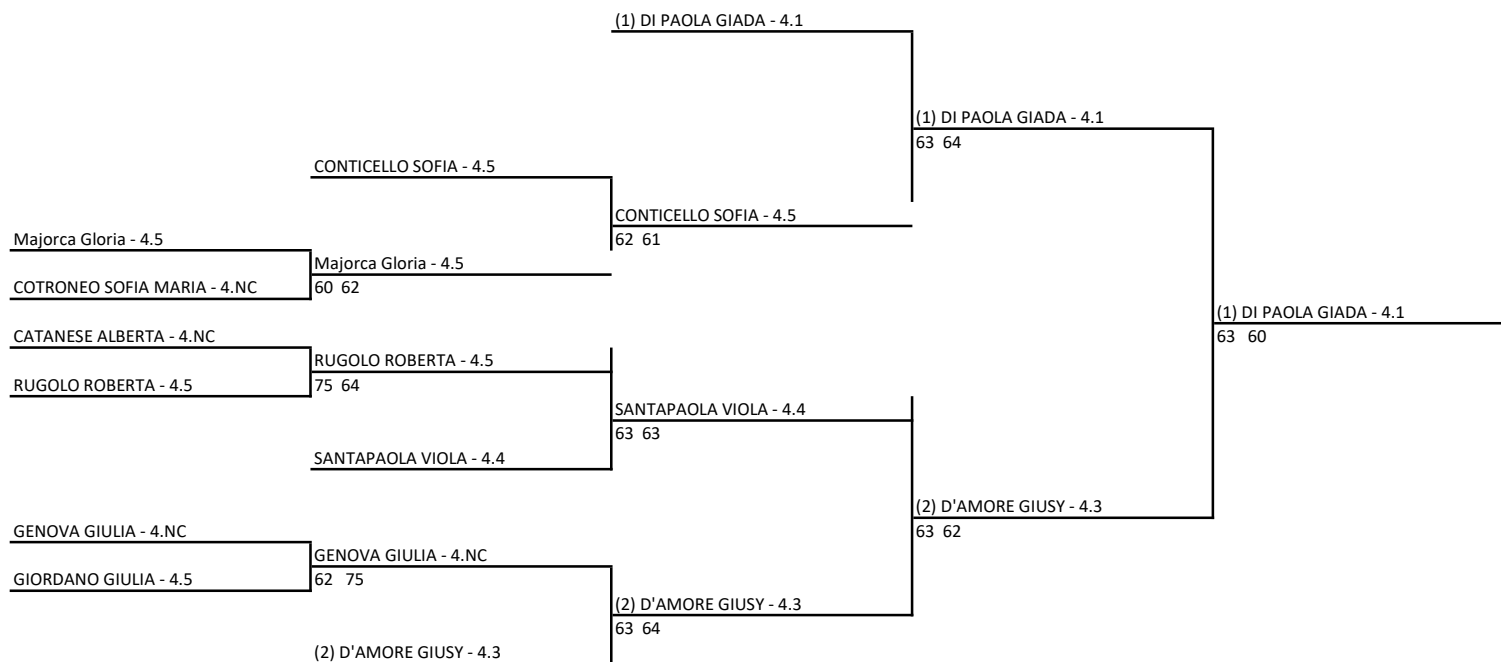 (1) DI PAOLA GIADA - 4.1
(1) DI PAOLA GIADA - 4.1
63 64
CONTICELLO SOFIA - 4.5
CONTICELLO SOFIA - 4.5
62 61
Majorca Gloria - 4.5
Majorca Gloria - 4.5
COTRONEO SOFIA MARIA - 4.NC
60 62
(1) DI PAOLA GIADA - 4.1
63 60
CATANESE ALBERTA - 4.NC
RUGOLO ROBERTA - 4.5
RUGOLO ROBERTA - 4.5
75 64
SANTAPAOLA VIOLA - 4.4
63 63
SANTAPAOLA VIOLA - 4.4
(2) D'AMORE GIUSY - 4.3
63 62
GENOVA GIULIA - 4.NC
GENOVA GIULIA - 4.NC
GIORDANO GIULIA - 4.5
62 75
(2) D'AMORE GIUSY - 4.3
63 64
(2) D'AMORE GIUSY - 4.3